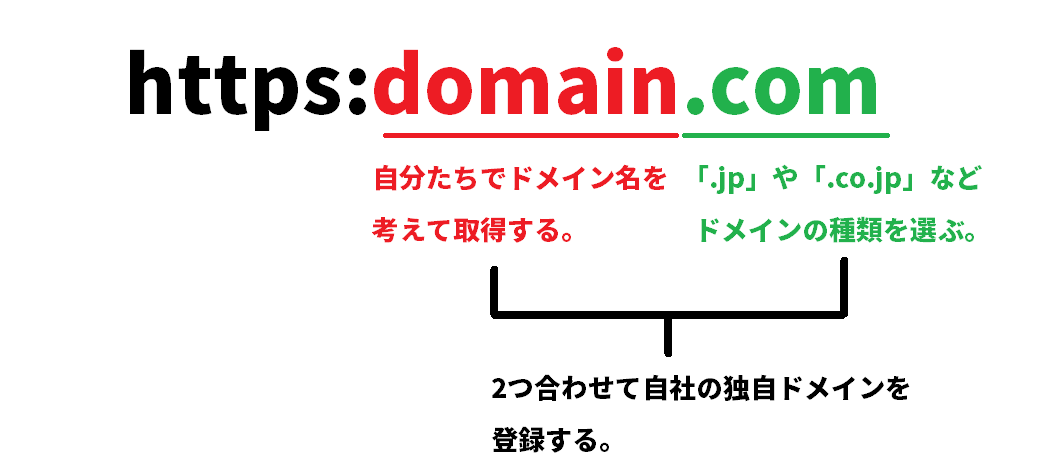 https:domain.com
自分たちでドメイン名を
考えて取得する。
「.jp」や「.co.jp」など
ドメインの種類を選ぶ。
2つ合わせて自社の独自ドメインを
登録する。